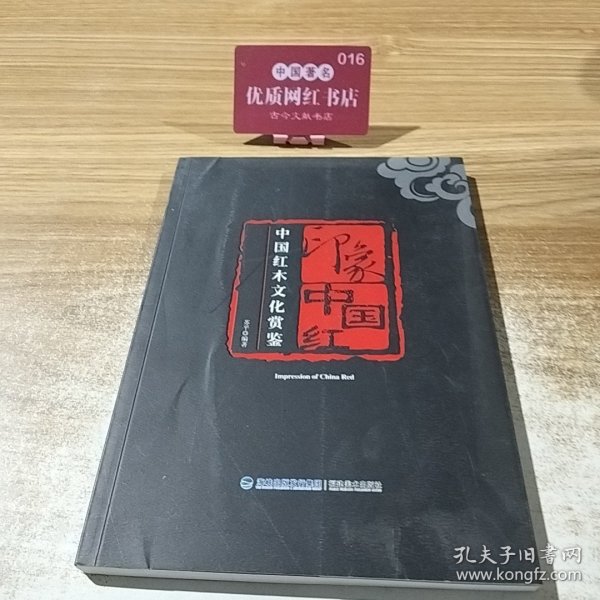 016
中国著名
优质网红书店
古今文献书店
印象
中国
红
中国红木文化赏鉴
编著
Impression of China Red
孔夫子旧书网
www.kongfz.com